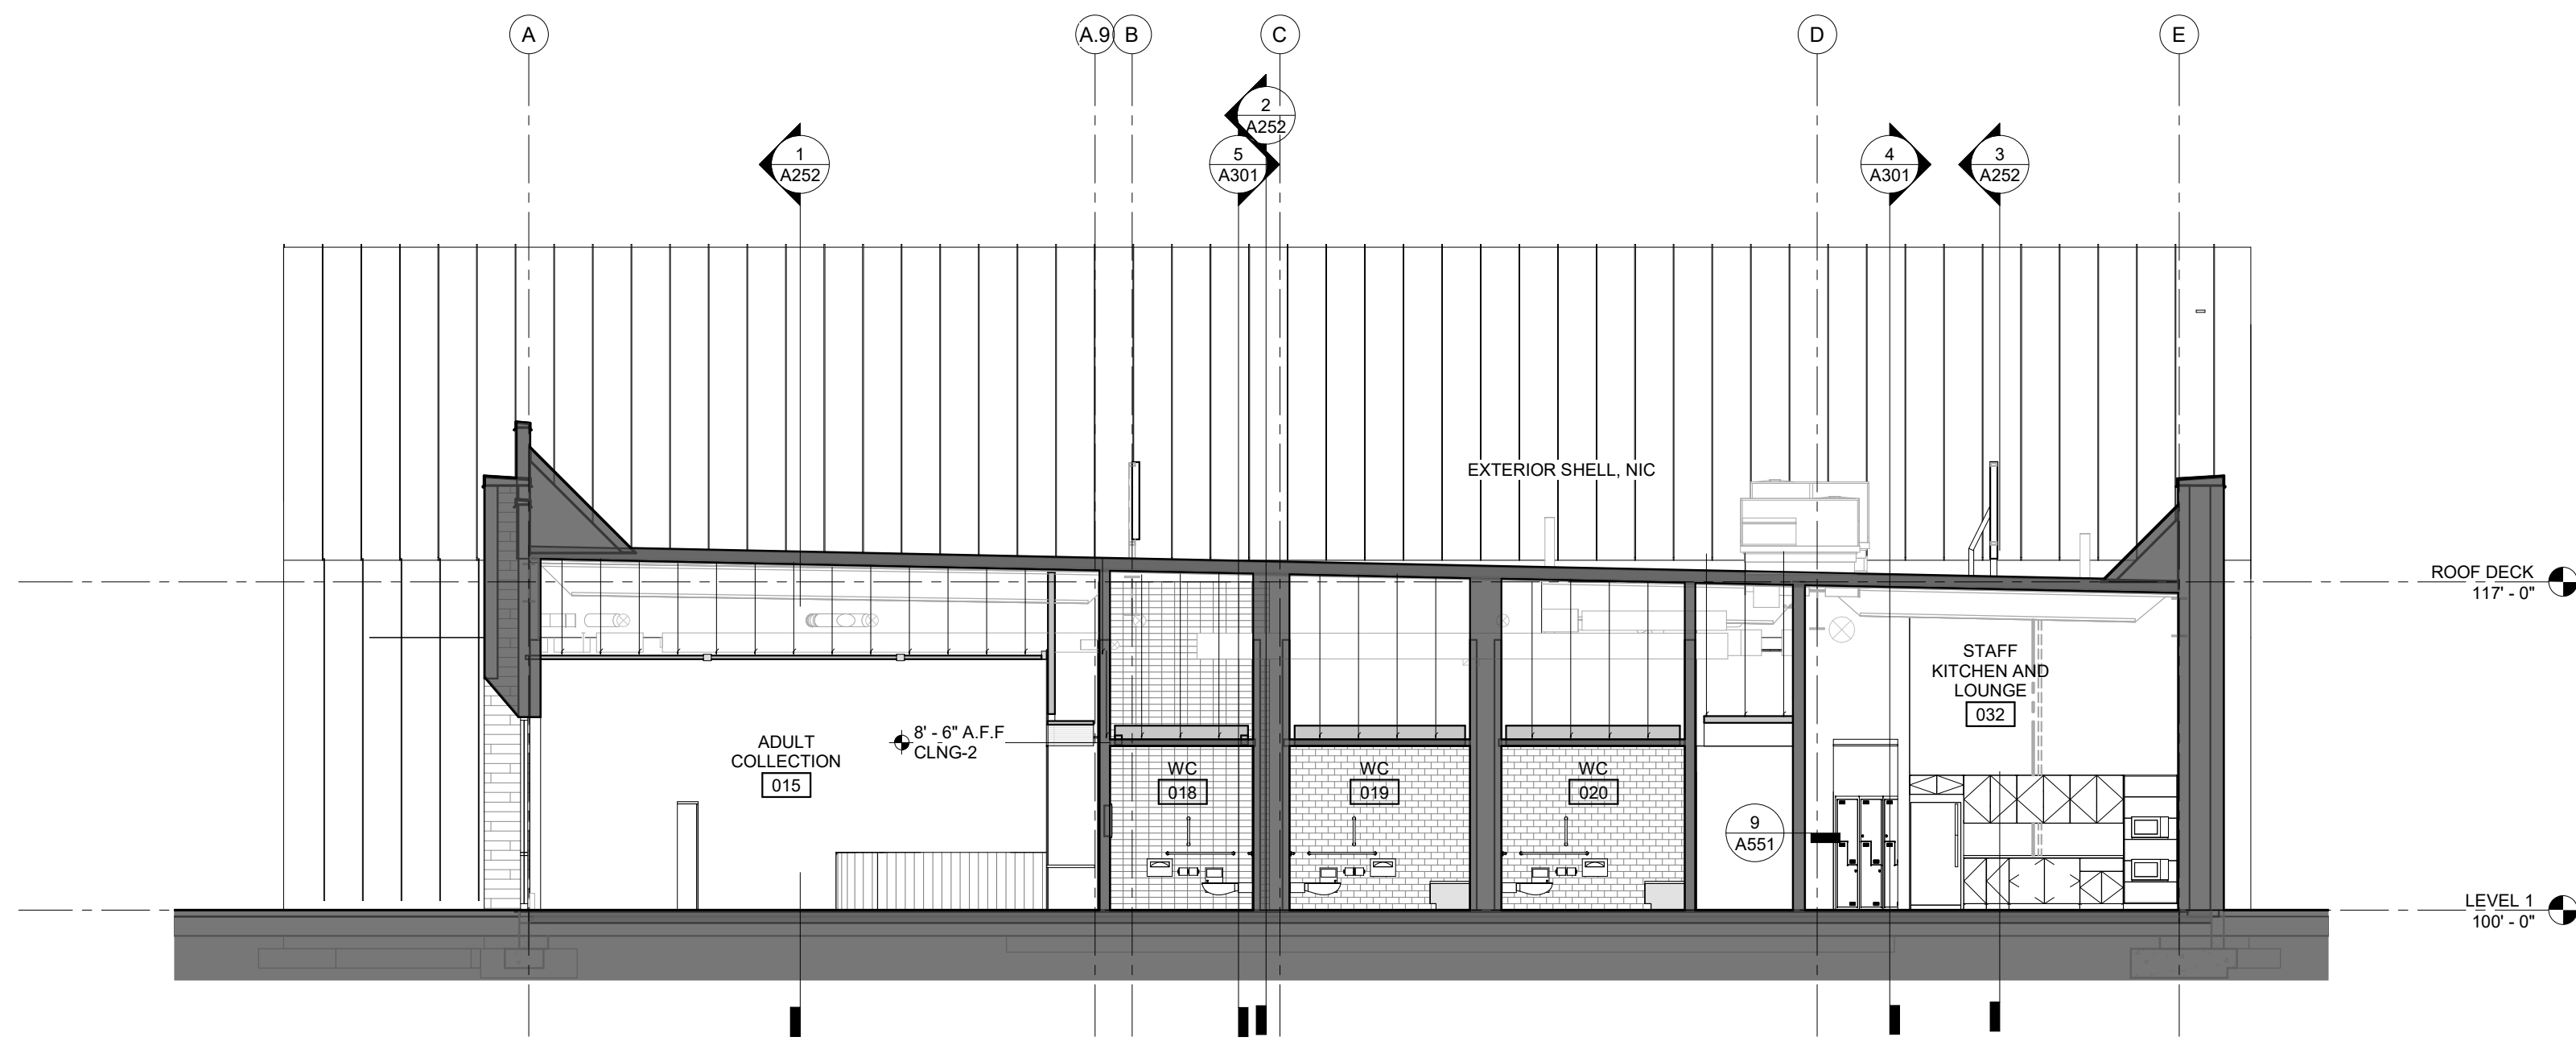 A
A.9
B
C
D
E
2
A252
1
A252
5
A301
4
A301
3
A252
EXTERIOR SHELL, NIC
ROOF DECK
117' - 0"
STAFF
KITCHEN AND
LOUNGE
032
8' - 6" A.F.F
CLNG-2
ADULT
COLLECTION
015
WC
018
WC
019
WC
020
9
A551
LEVEL 1
100' - 0"